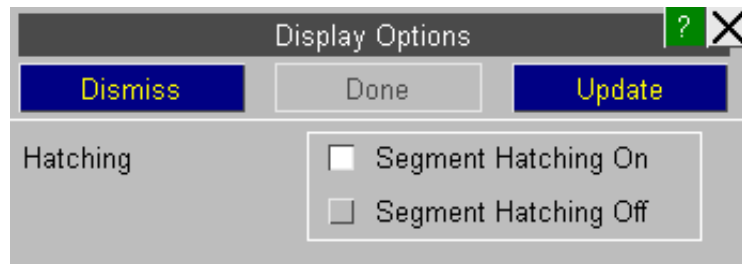 Display Options ?
Dismiss Done Update
Hatching Segment Hatching On
Segment Hatching Off